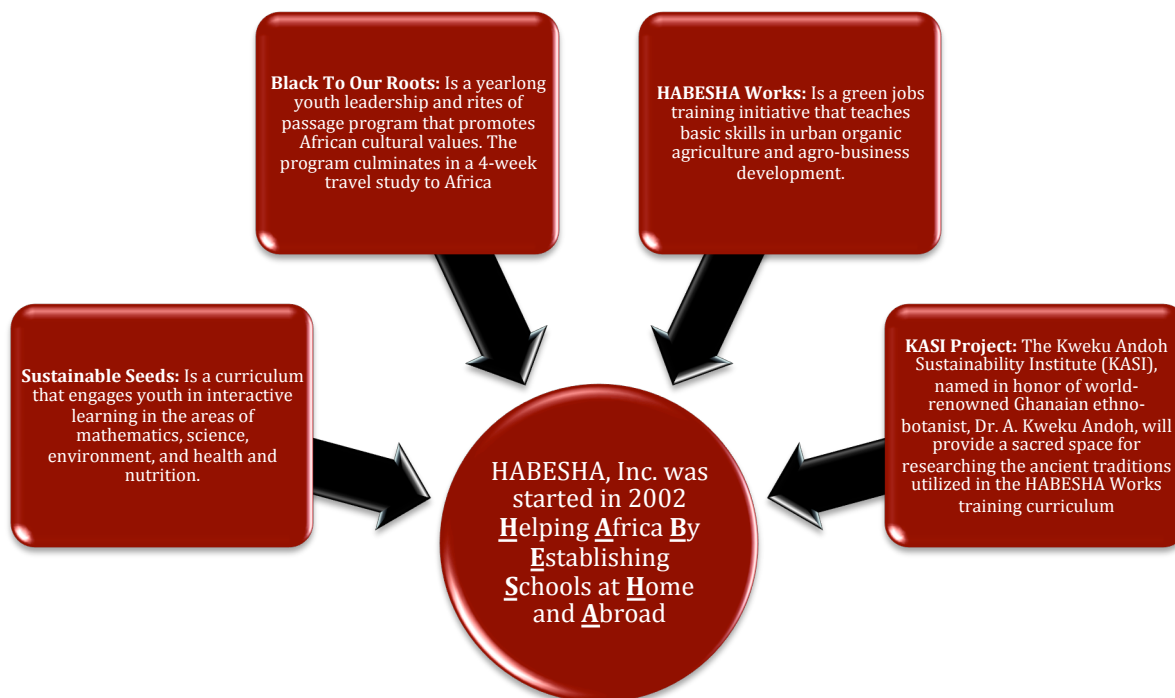 Black To Our Roots: Is a yearlong
youth leadership and rites of
passage program that promotes
African cultural values. The
program culminates in a 4-week
travel study to Africa
HABESHA Works: Is a green jobs
training initiative that teaches
basic skills in urban organic
agriculture and agro-business
development.
Sustainable Seeds: Is a curriculum
that engages youth in interactive
learning in the areas of
mathematics, science,
environment, and health and
nutrition.
KASI Project: The Kweku Andoh
Sustainability Institute (KASI),
named in honor of world-
renowned Ghanaian ethno-
botanist, Dr. A. Kweku Andoh, will
provide a sacred space for
researching the ancient traditions
utilized in the HABESHA Works
training curriculum
HABESHA, Inc. was
started in 2002
Helping Africa By
Establishing
Schools at Home
and Abroad